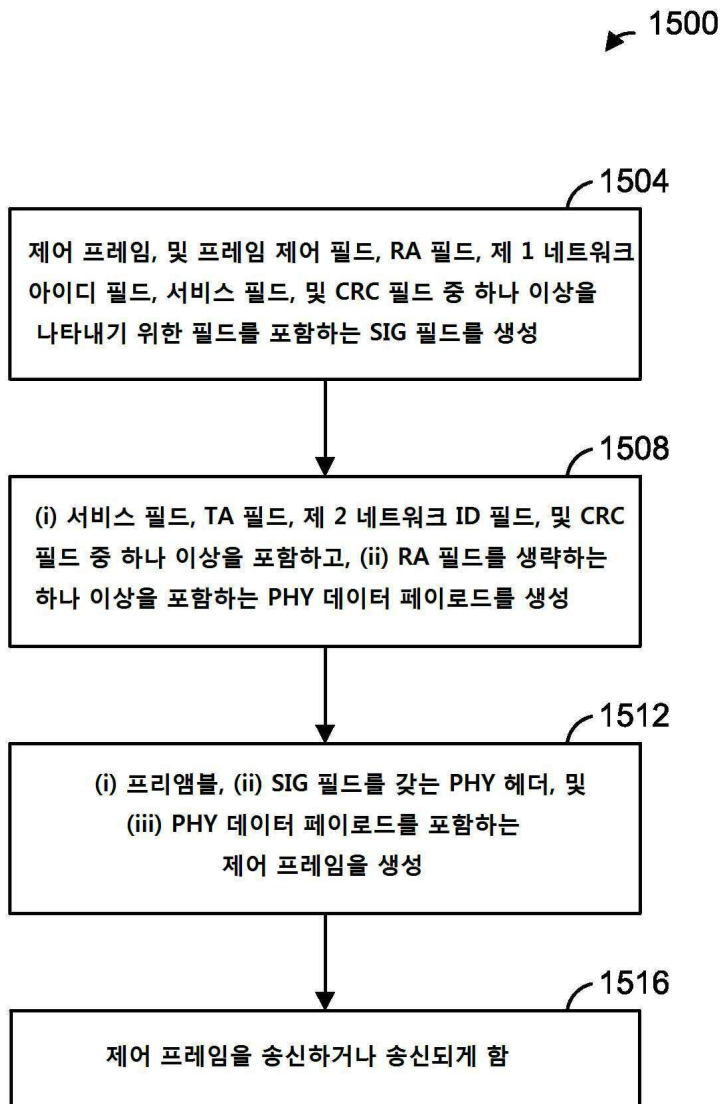 1500
1504
제어 프레임, 및 프레임 제어 필드, RA 필드, 제 1 네트워크
아이디 필드, 서비스 필드, 및 CRC 필드 중 하나 이상을
나타내기 위한 필드를 포함하는 SIG 필드를 생성
1508
(i) 서비스 필드, TA 필드, 제 2 네트워크 ID 필드, 및 CRC
필드 중 하나 이상을 포함하고, (ii) RA 필드를 생략하는
하나 이상을 포함하는 PHY 데이터 페이로드를 생성
1512
(i) 프리앰블, (ii) SIG 필드를 갖는 PHY 헤더, 및
(iii) PHY 데이터 페이로드를 포함하는
제어 프레임을 생성
1516
제어 프레임을 송신하거나 송신되게 함